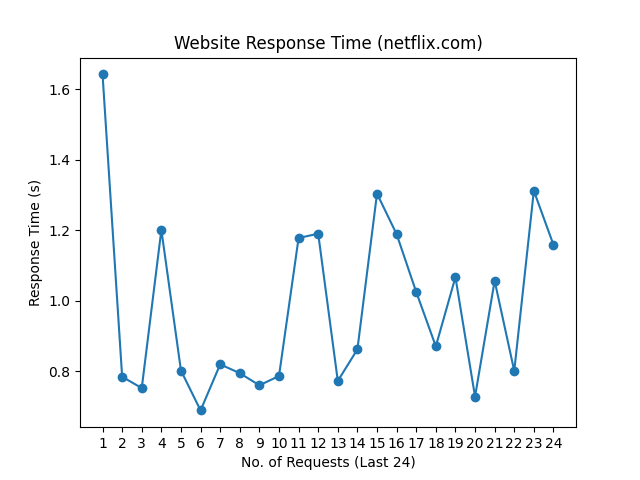 Website Response Time (netflix.com)
Response Time (s)
1.6
1.4
1.2
1.0
0.8
1 2 3 4 5 6 7 8 9 10 11 12 13 14 15 16 17 18 19 20 21 22 23 24
No. of Requests (Last 24)